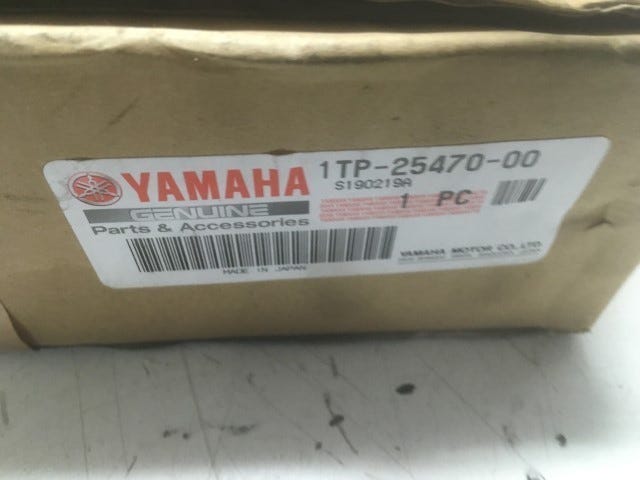 YAMAHA
GENUINE
Parts & Accessories
1TP-25470-00
S190219A
1 PC
MADE IN JAPAN
YAMAHA MOTOR CO.,LTD.